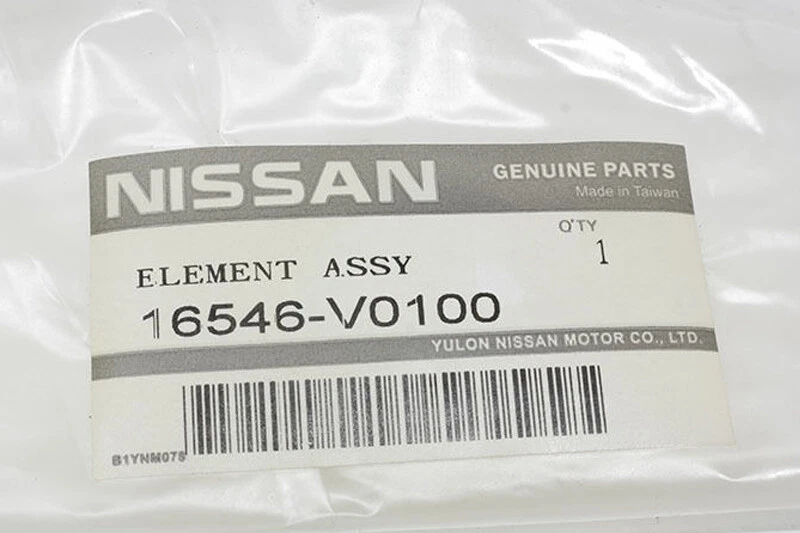 NISSAN
GENUINE PARTS
Made in Taiwan
Q'TY
ELEMENT ASSY
1
16546-V0100
YULON NISSAN MOTOR CO., LTD.
B1YNM075